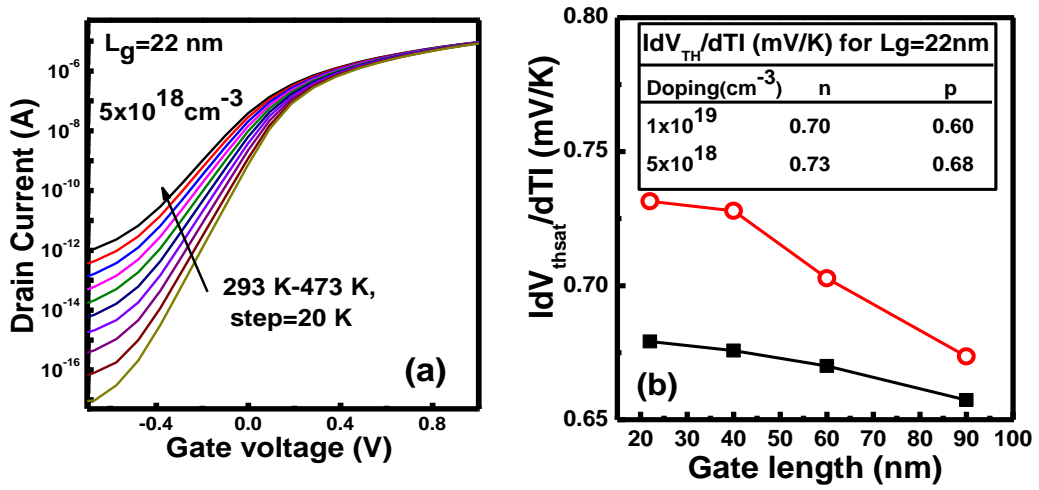 L_g=22 nm
5x10^18cm^-3
10^-6
10^-8
10^-10
10^-12
10^-14
10^-16
Drain Current (A)
293 K-473 K,
step=20 K
(a)
-0.4 0.0 0.4 0.8
Gate voltage (V)
0.80
0.75
0.70
0.65
IdV_thsat/dTI (mV/K)
IdV_TH/dTI (mV/K) for Lg=22nm
Doping(cm^-3) n p
1x10^19 0.70 0.60
5x10^18 0.73 0.68
(b)
20 30 40 50 60 70 80 90 100
Gate length (nm)